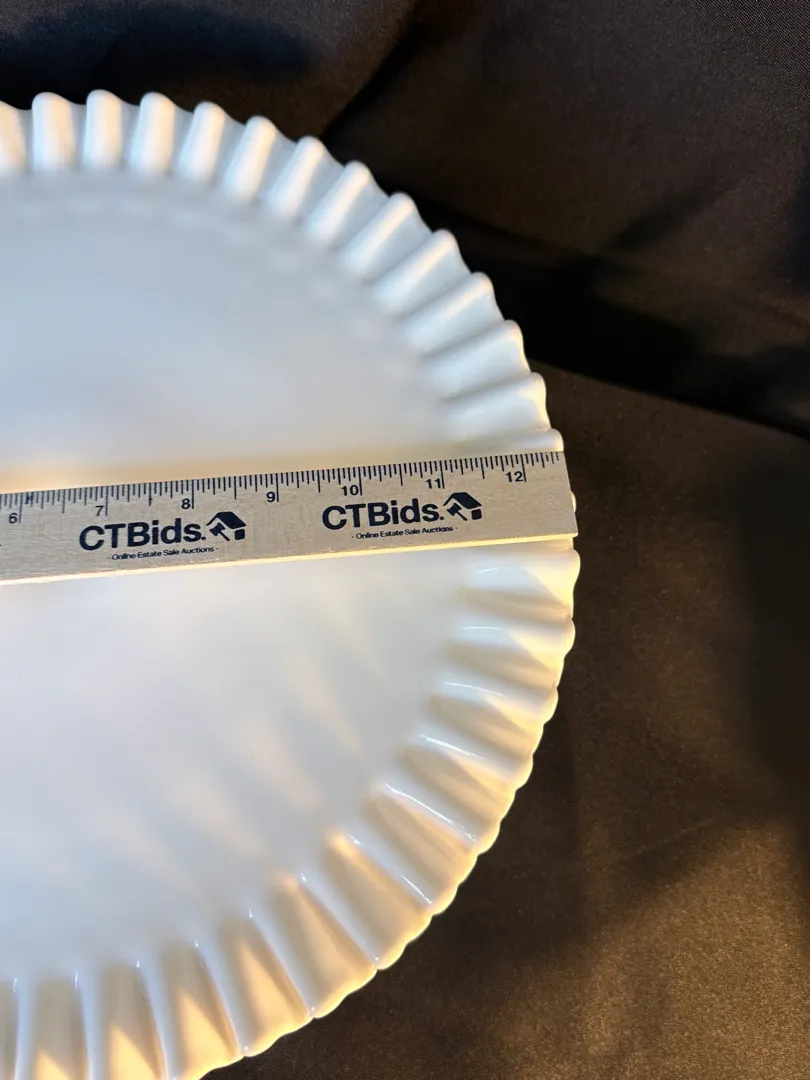 6 7 8 9 10 11 12
CTBids. CTBids.
· Online Estate Sale Auctions · · Online Estate Sale Auctions ·